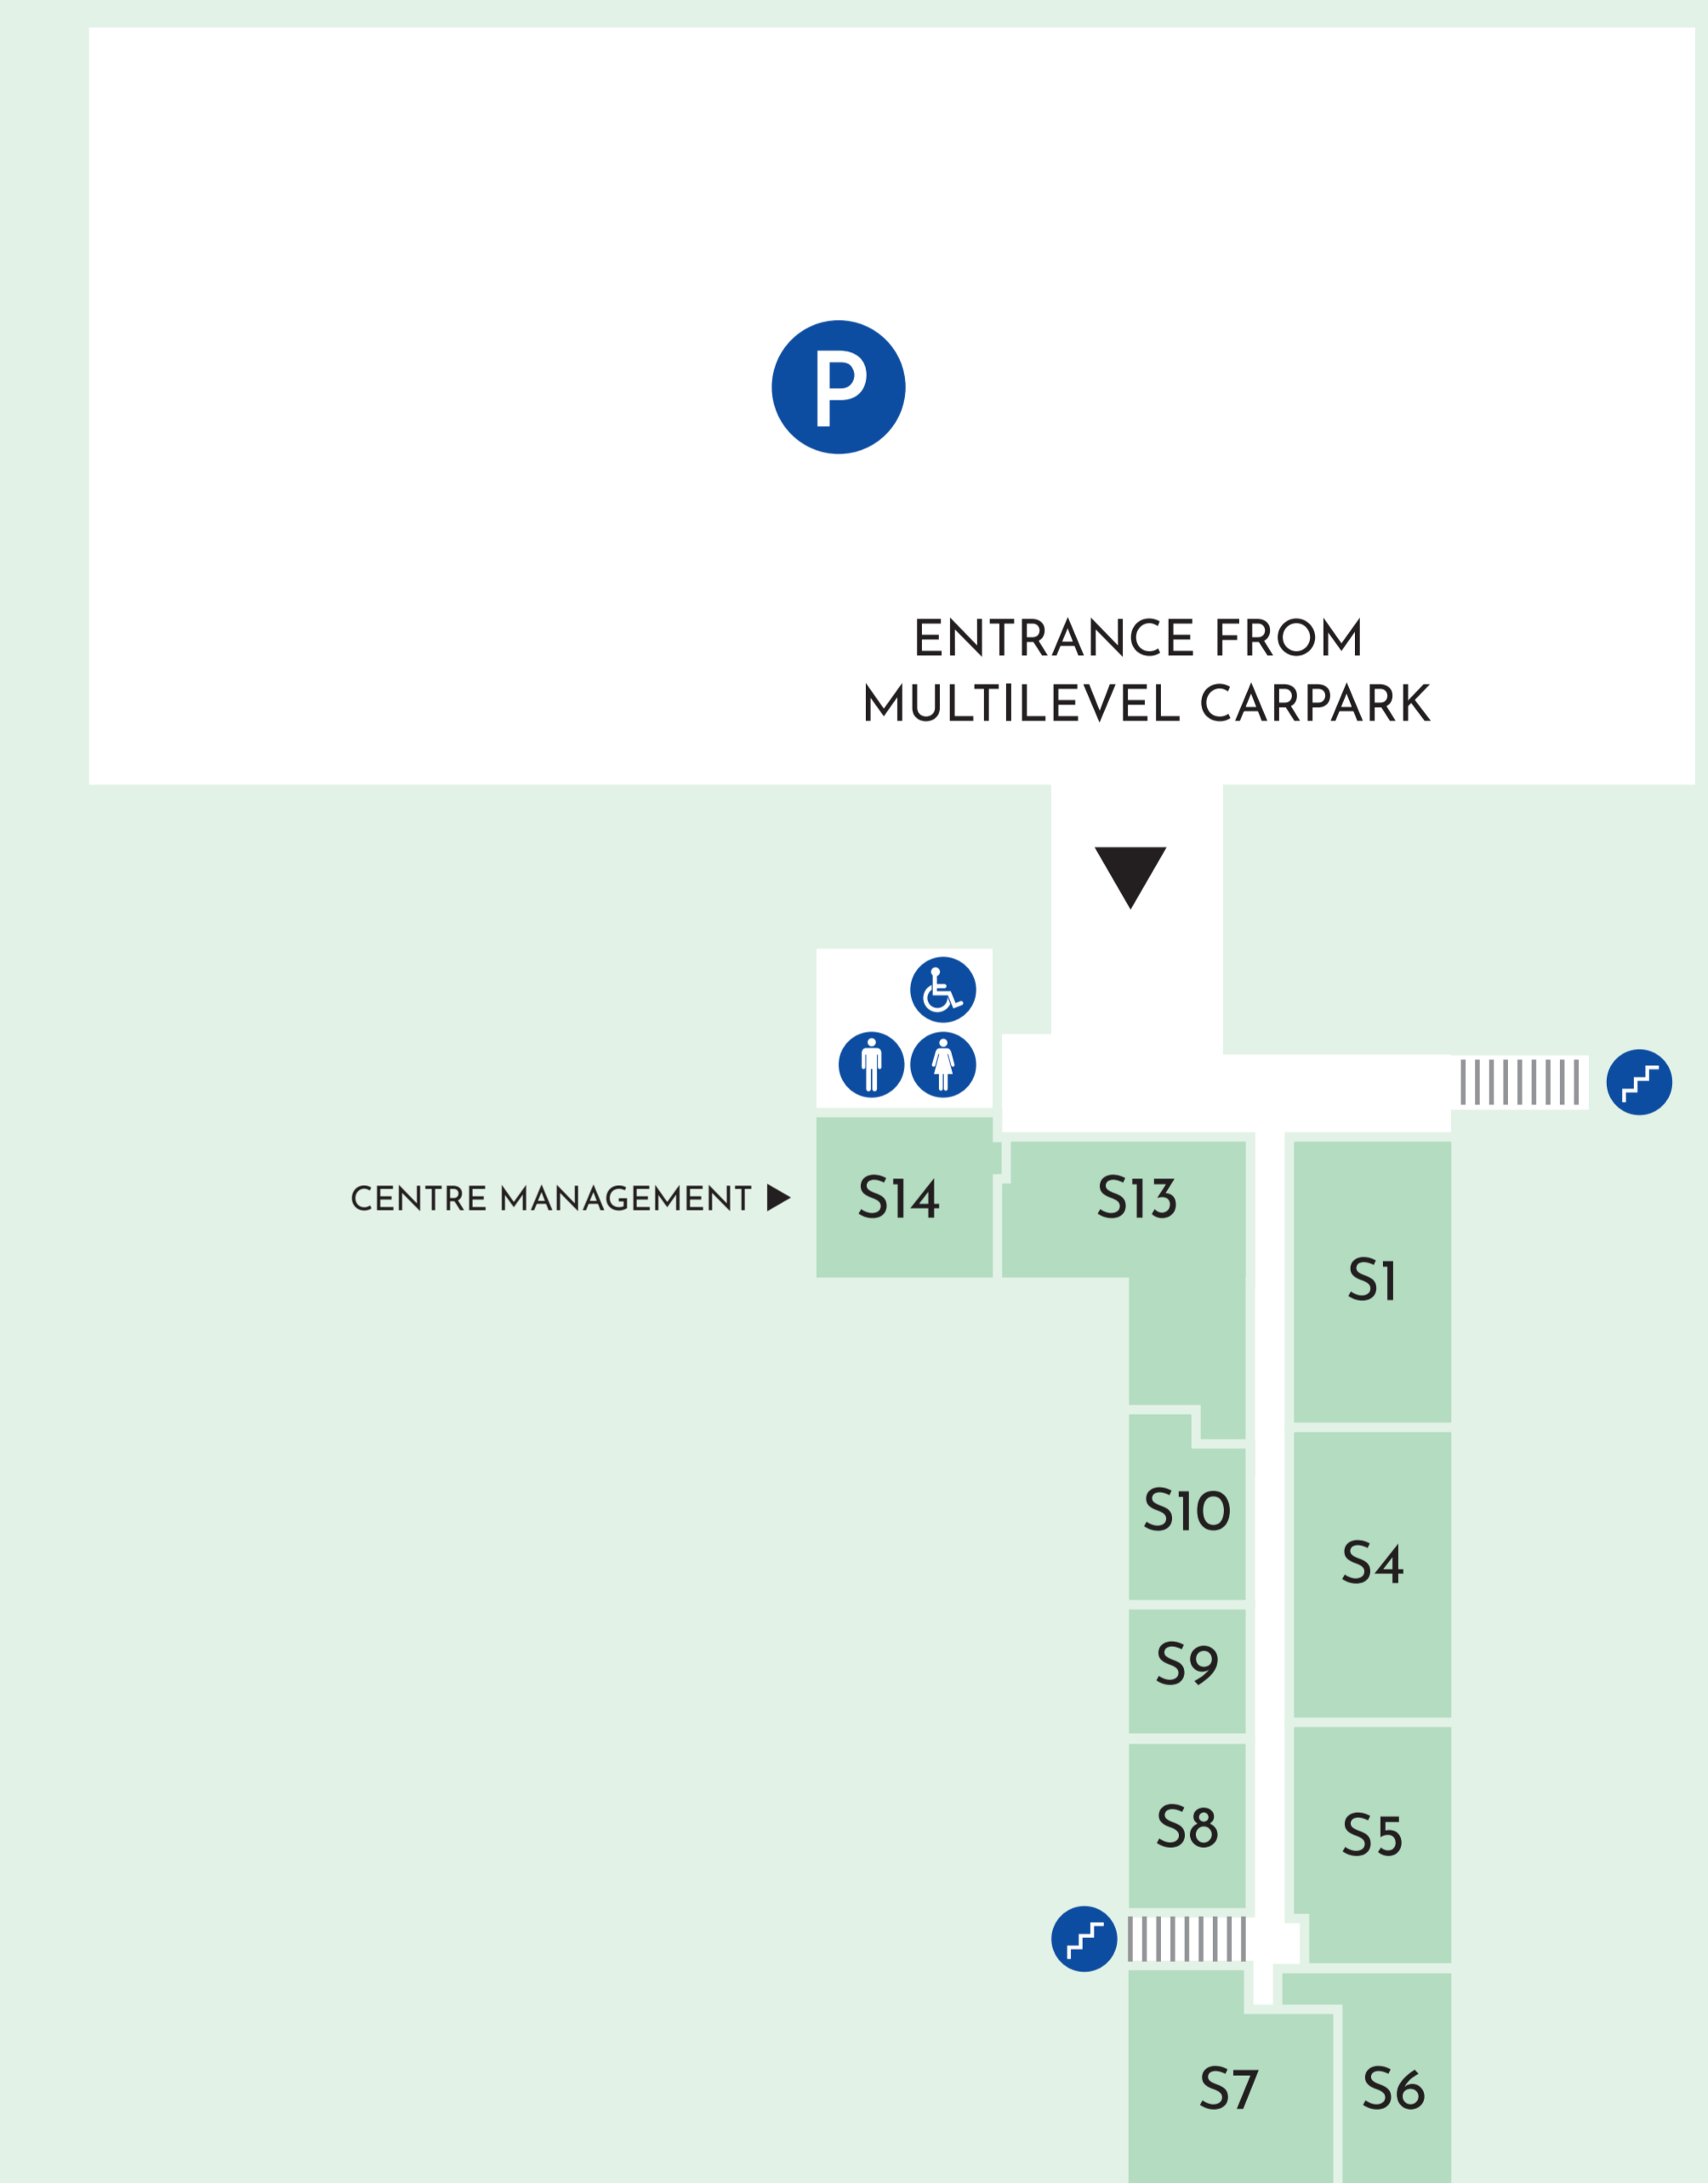 P
ENTRANCE FROM
MULTILEVEL CARPARK
CENTRE MANAGEMENT
S14
S13
S1
S10
S4
S9
S8
S5
S7
S6